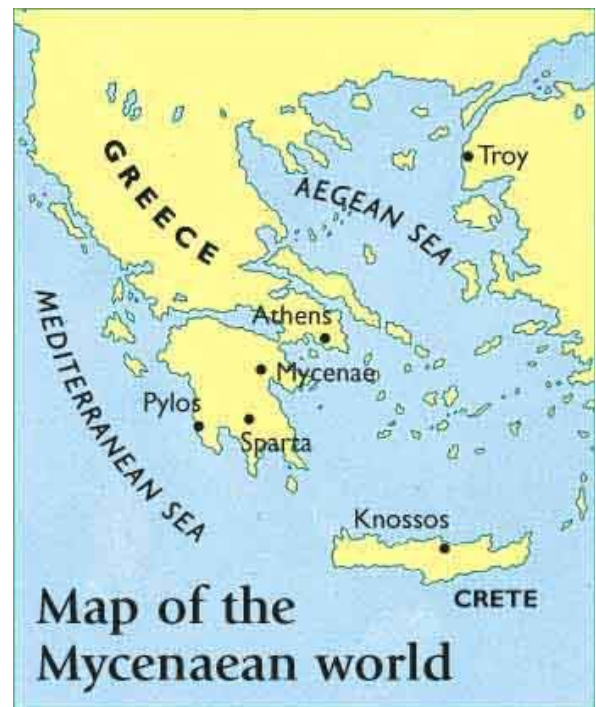 GREECE
Troy
AEGEAN SEA
Athens
Mycenae
MEDITERRANEAN SEA
Pylos
Sparta
Knossos
CRETE
Map of the
Mycenaean world